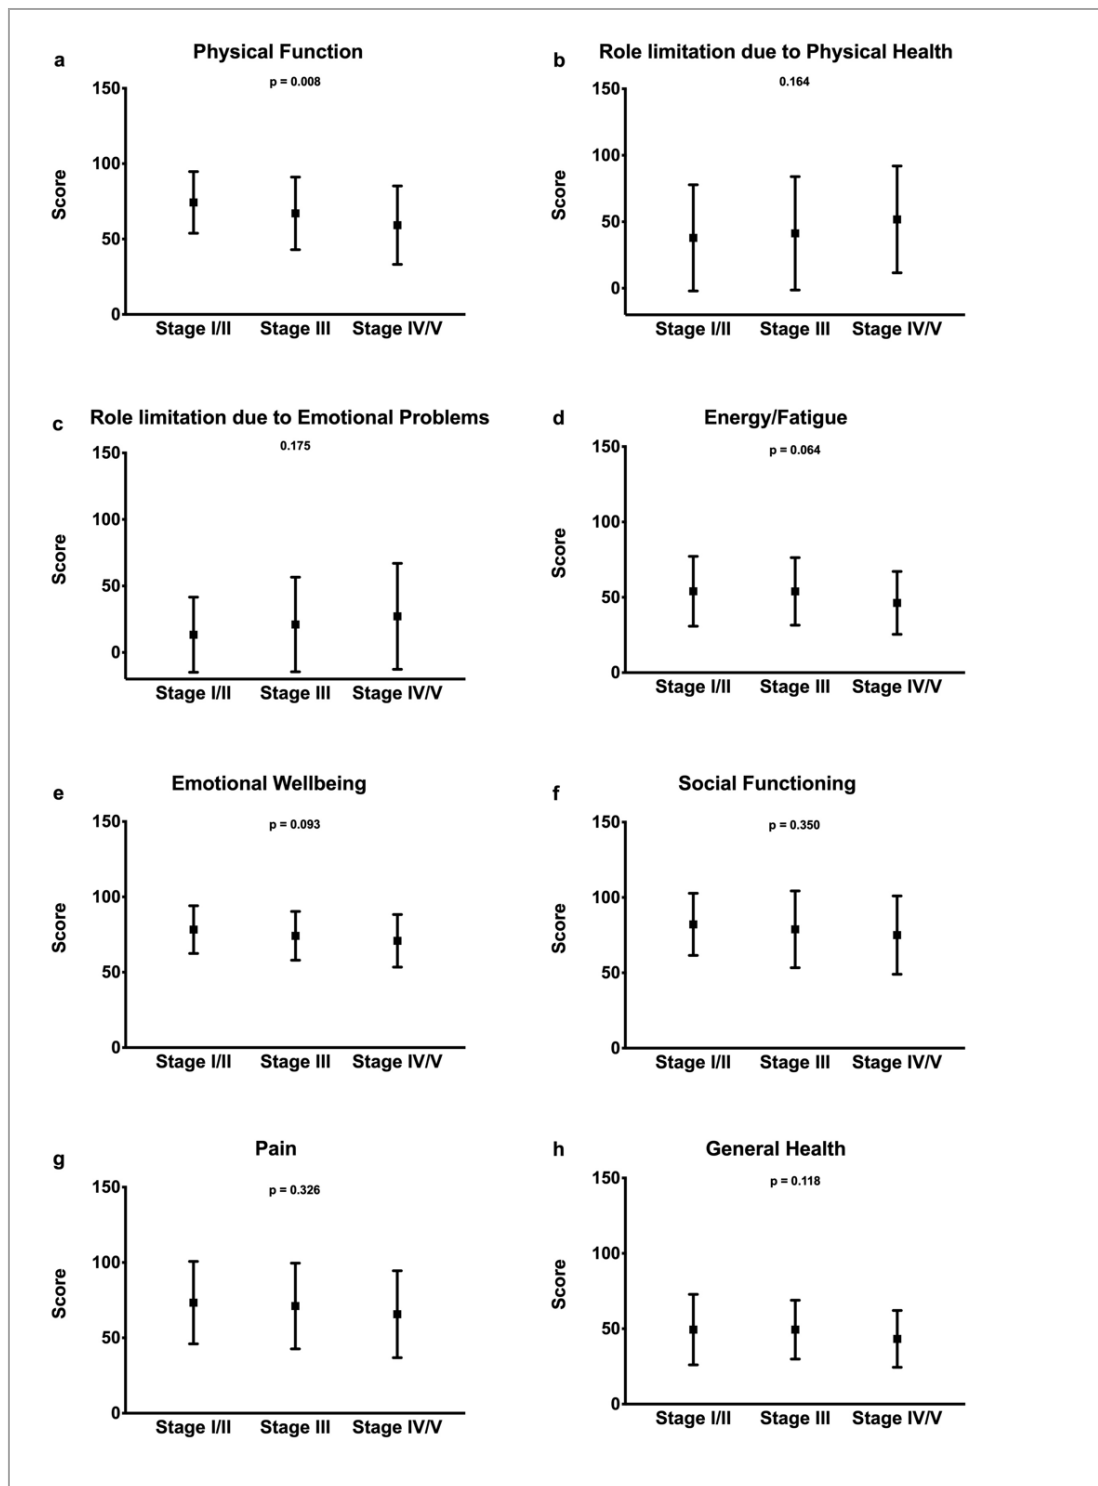 a
Physical Function
p = 0.008
150
100
50
0
Score
Stage I/II Stage III Stage IV/V
b
Role limitation due to Physical Health
0.164
150
100
50
0
Score
Stage I/II Stage III Stage IV/V
c
Role limitation due to Emotional Problems
0.175
150
100
50
0
Score
Stage I/II Stage III Stage IV/V
d
Energy/Fatigue
p = 0.064
150
100
50
0
Score
Stage I/II Stage III Stage IV/V
e
Emotional Wellbeing
p = 0.093
150
100
50
0
Score
Stage I/II Stage III Stage IV/V
f
Social Functioning
p = 0.350
150
100
50
0
Score
Stage I/II Stage III Stage IV/V
g
Pain
p = 0.326
150
100
50
0
Score
Stage I/II Stage III Stage IV/V
h
General Health
p = 0.118
150
100
50
0
Score
Stage I/II Stage III Stage IV/V